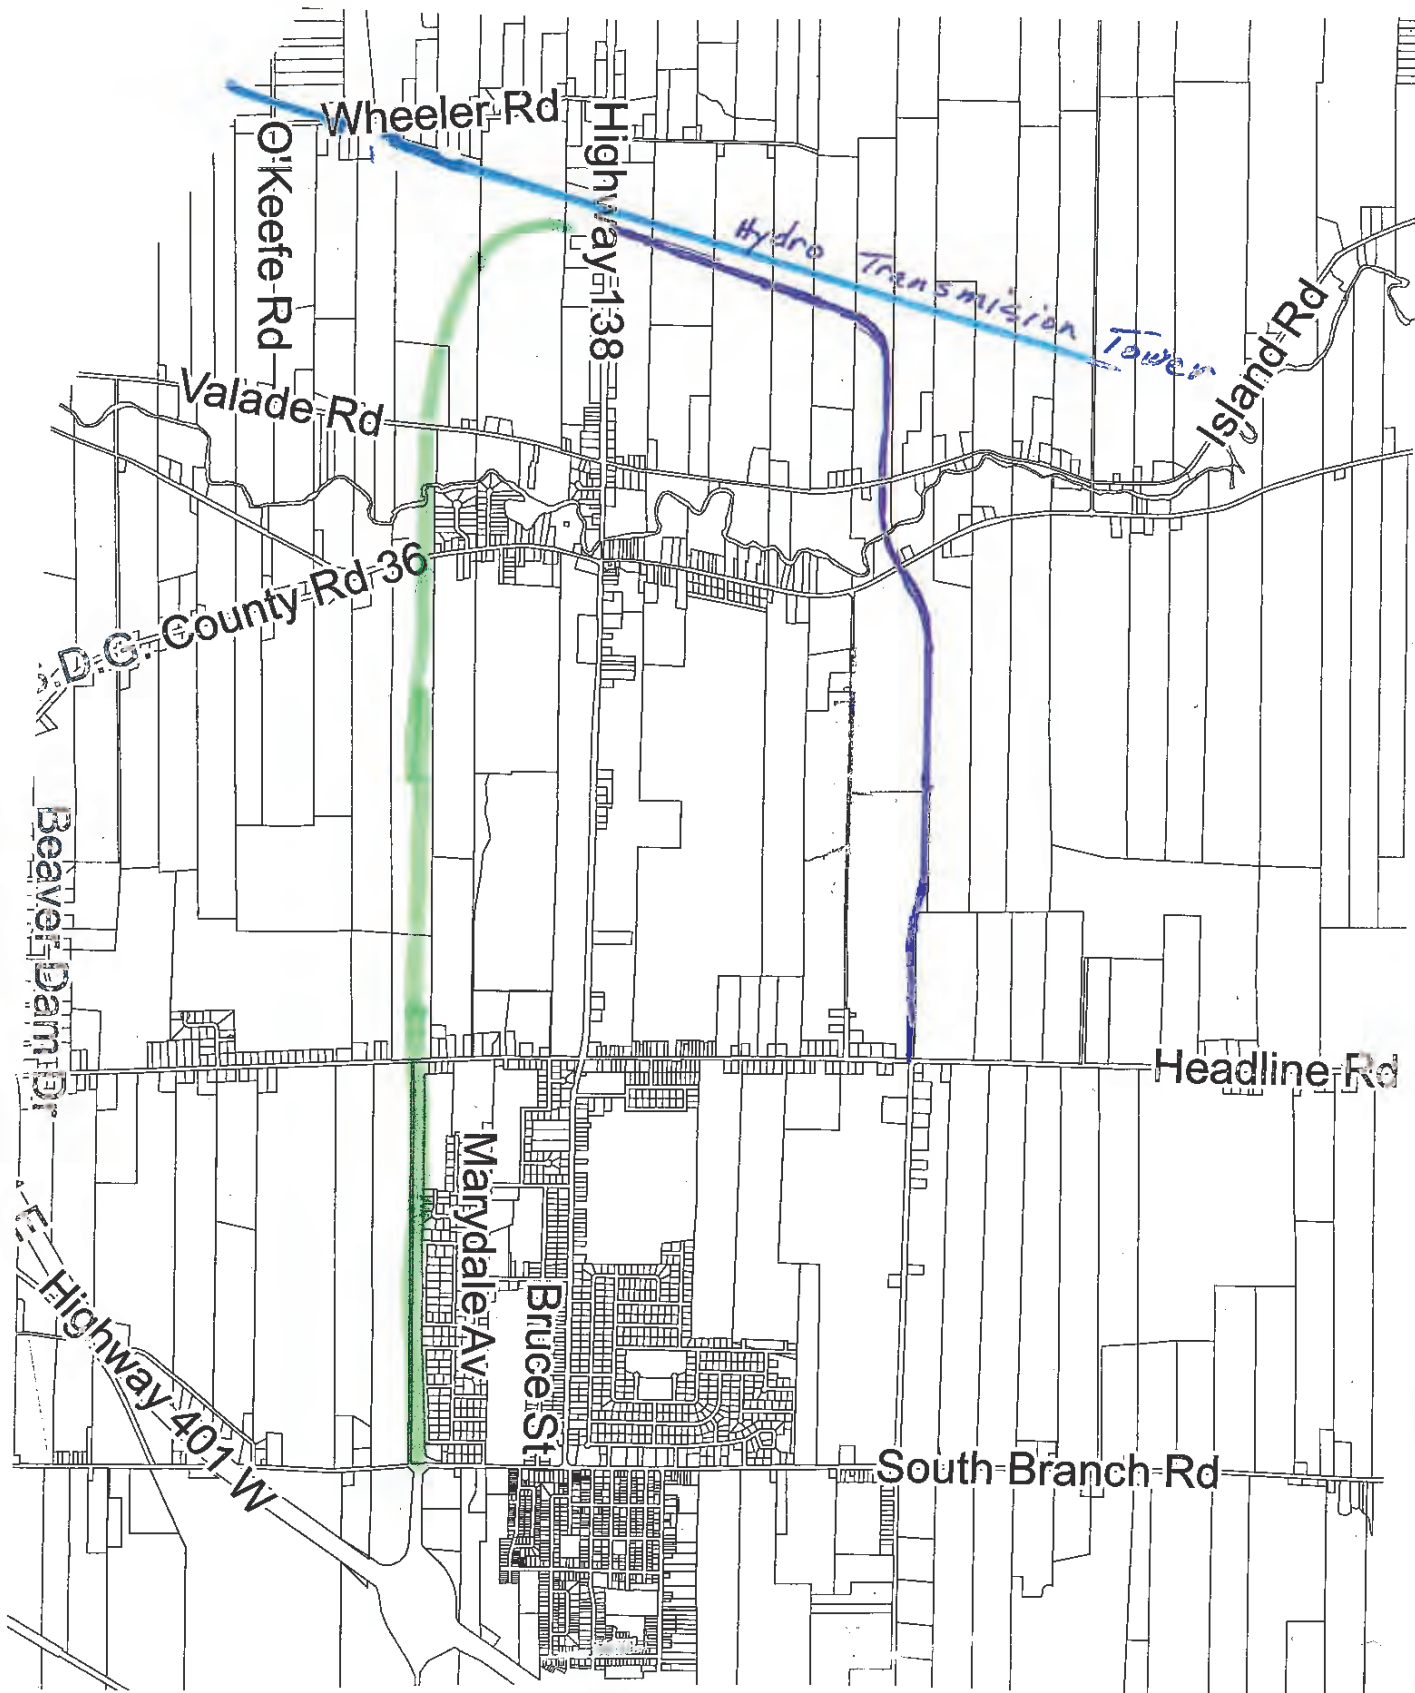 Wheeler Rd
Highway 138
O'Keefe Rd
Hydro Transmision Tower
Island Rd
Valade Rd
.D.G. County Rd 36
Beaver Dam Dr
Headline Rd
Marydale Av
Bruce St
Highway 401 W
South Branch Rd